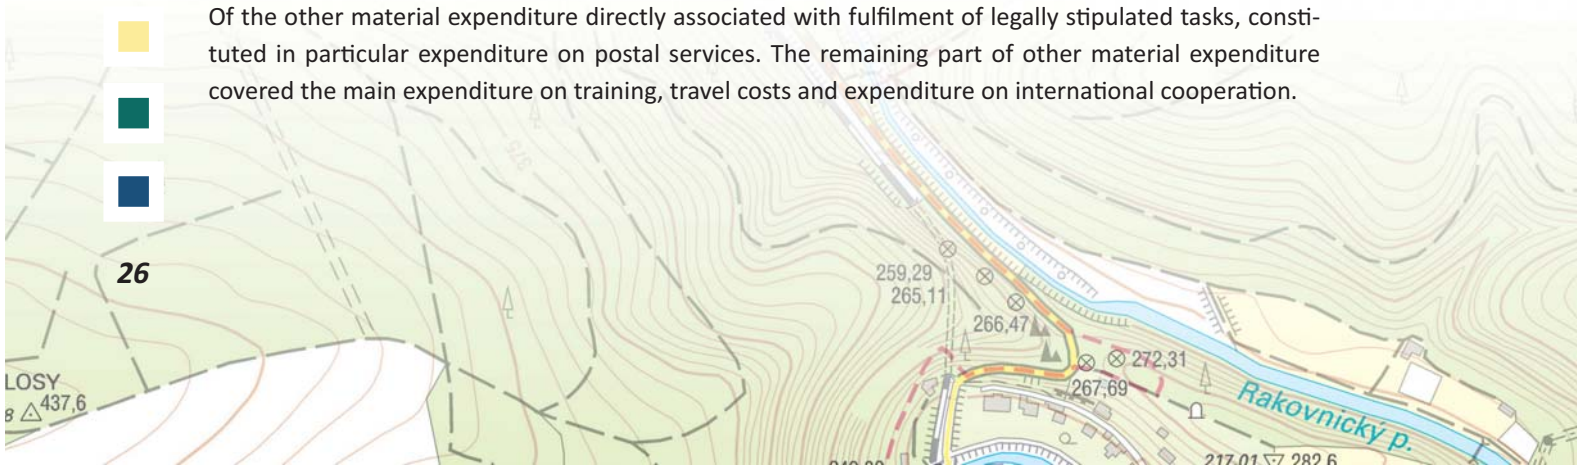 Of the other material expenditure directly associated with fulfilment of legally stipulated tasks, consti-
tuted in particular expenditure on postal services. The remaining part of other material expenditure
covered the main expenditure on training, travel costs and expenditure on international cooperation.
375
26
259,29
265,11
266,47
272,31
267,69
LOSY
8 437,6
Rakovnický p.
217.01 282,6